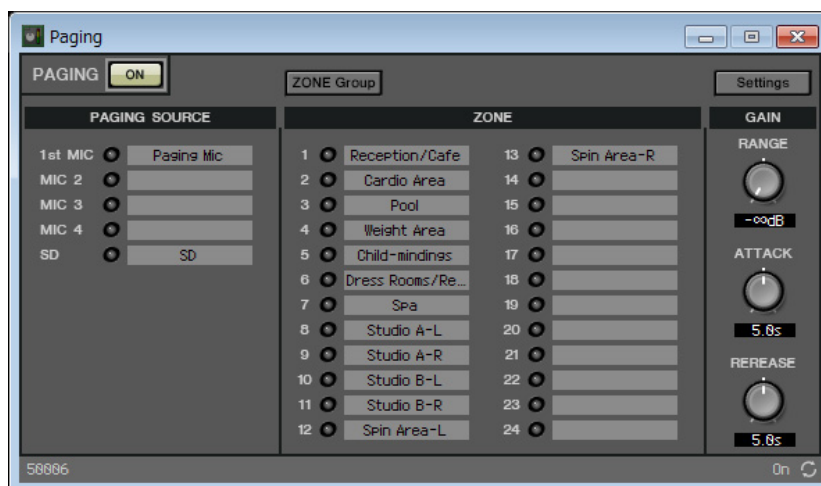 Paging
PAGING ON
ZONE Group
Settings
PAGING SOURCE
1st MIC Paging Mic
MIC 2
MIC 3
MIC 4
SD SD
ZONE
1 Reception/Cafe
2 Cardio Area
3 Pool
4 Weight Area
5 Child-mindings
6 Dress Rooms/Re...
7 Spa
8 Studio A-L
9 Studio A-R
10 Studio B-L
11 Studio B-R
12 Spin Area-L
13 Spin Area-R
14
15
16
17
18
19
20
21
22
23
24
GAIN
RANGE
-∞dB
ATTACK
5.0s
REREASE
5.0s
50006
On